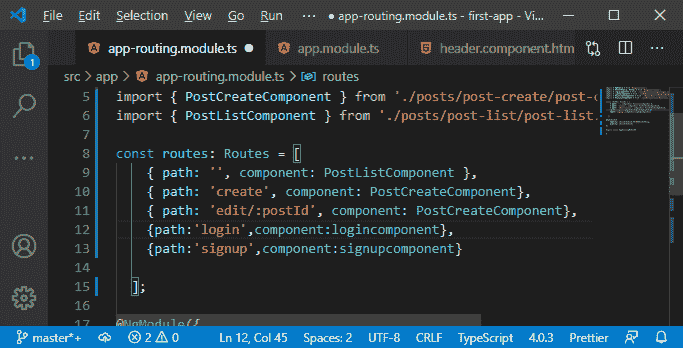 File Edit Selection View ··· ● app-routing.module.ts - first-app - Vi...
app-routing.module.ts ● app.module.ts header.component.htm ···
src > app > app-routing.module.ts > routes
5 import { PostCreateComponent } from './posts/post-create/post-c
6 import { PostListComponent } from './posts/post-list/post-list.
7
8 const routes: Routes = [
9 { path: '', component: PostListComponent },
10 { path: 'create', component: PostCreateComponent},
11 { path: 'edit/:postId', component: PostCreateComponent},
12 {path:'login',component:logincomponent},
13 {path:'signup',component:signupcomponent}
14
15 ];
16
17 @NgModule({
1
master*+ 2 0 Ln 12, Col 45 Spaces: 2 UTF-8 CRLF TypeScript 4.0.3 Prettier